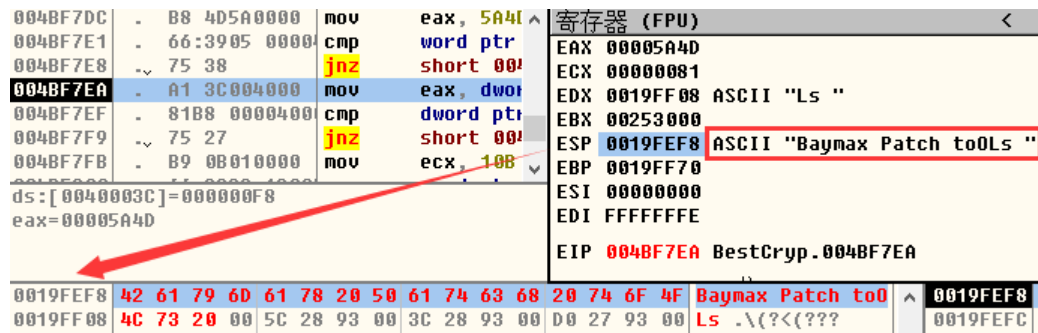 004BF7DC . B8 4D5A0000 mov eax, 5A4D
004BF7E1 . 66:3905 0000 cmp word ptr
004BF7E8 .⌄ 75 38 jnz short 004
004BF7EA . A1 3C004000 mov eax, dwor
004BF7EF . 81B8 0000400 cmp dword ptr
004BF7F9 .⌄ 75 27 jnz short 004
004BF7FB . B9 0B010000 mov ecx, 10B
ds:[0040003C]=000000F8
eax=00005A4D
寄存器 (FPU) <
EAX 00005A4D
ECX 00000081
EDX 0019FF08 ASCII "Ls "
EBX 00253000
ESP 0019FEF8 ASCII "Baymax Patch toOLs "
EBP 0019FF70
ESI 00000000
EDI FFFFFFFE
EIP 004BF7EA BestCryp.004BF7EA
0019FEF8 42 61 79 6D 61 78 20 50 61 74 63 68 20 74 6F 4F Baymax Patch toO 0019FEF8
0019FF08 4C 73 20 00 5C 28 93 00 3C 28 93 00 D0 27 93 00 Ls .\(?<(??? 0019FEFC